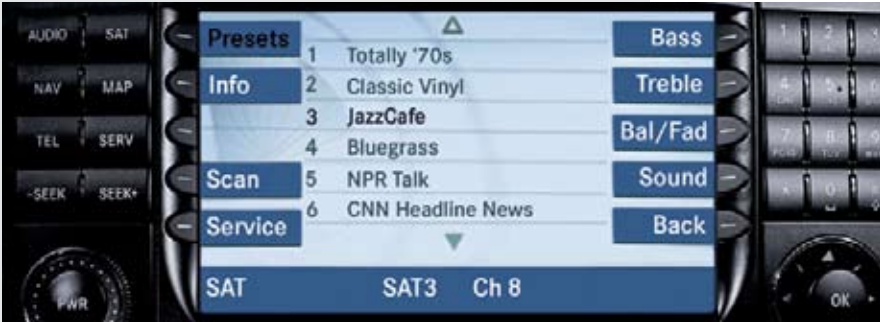 AUDIO SAT
NAV MAP
TEL SERV
-SEEK SEEK+
PWR
Presets
Info
Scan
Service
1 Totally '70s
2 Classic Vinyl
3 JazzCafe
4 Bluegrass
5 NPR Talk
6 CNN Headline News
Bass
Treble
Bal/Fad
Sound
Back
SAT SAT3 Ch 8
1 2 3
4 5 6
7 8 9
0
OK